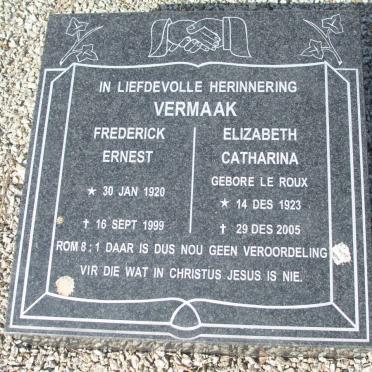 IN LIEFDEVOLLE HERINNERING
VERMAAK
FREDERICK
ERNEST
★ 30 JAN 1920
✝ 16 SEPT 1999
ELIZABETH
CATHARINA
GEBORE LE ROUX
★ 14 DES 1923
✝ 29 DES 2005
ROM 8 : 1 DAAR IS DUS NOU GEEN VEROORDELING
VIR DIE WAT IN CHRISTUS JESUS IS NIE.